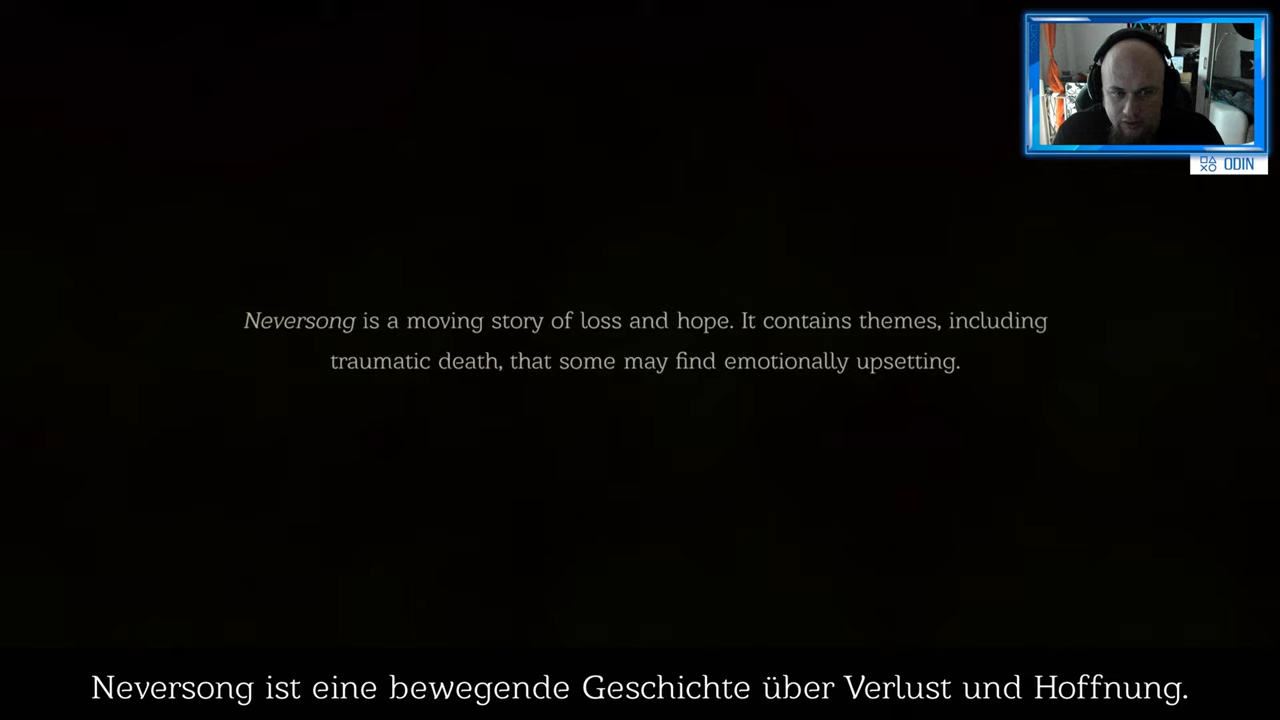 ODIN
Neversong is a moving story of loss and hope. It contains themes, including
traumatic death, that some may find emotionally upsetting.
Neversong ist eine bewegende Geschichte über Verlust und Hoffnung.